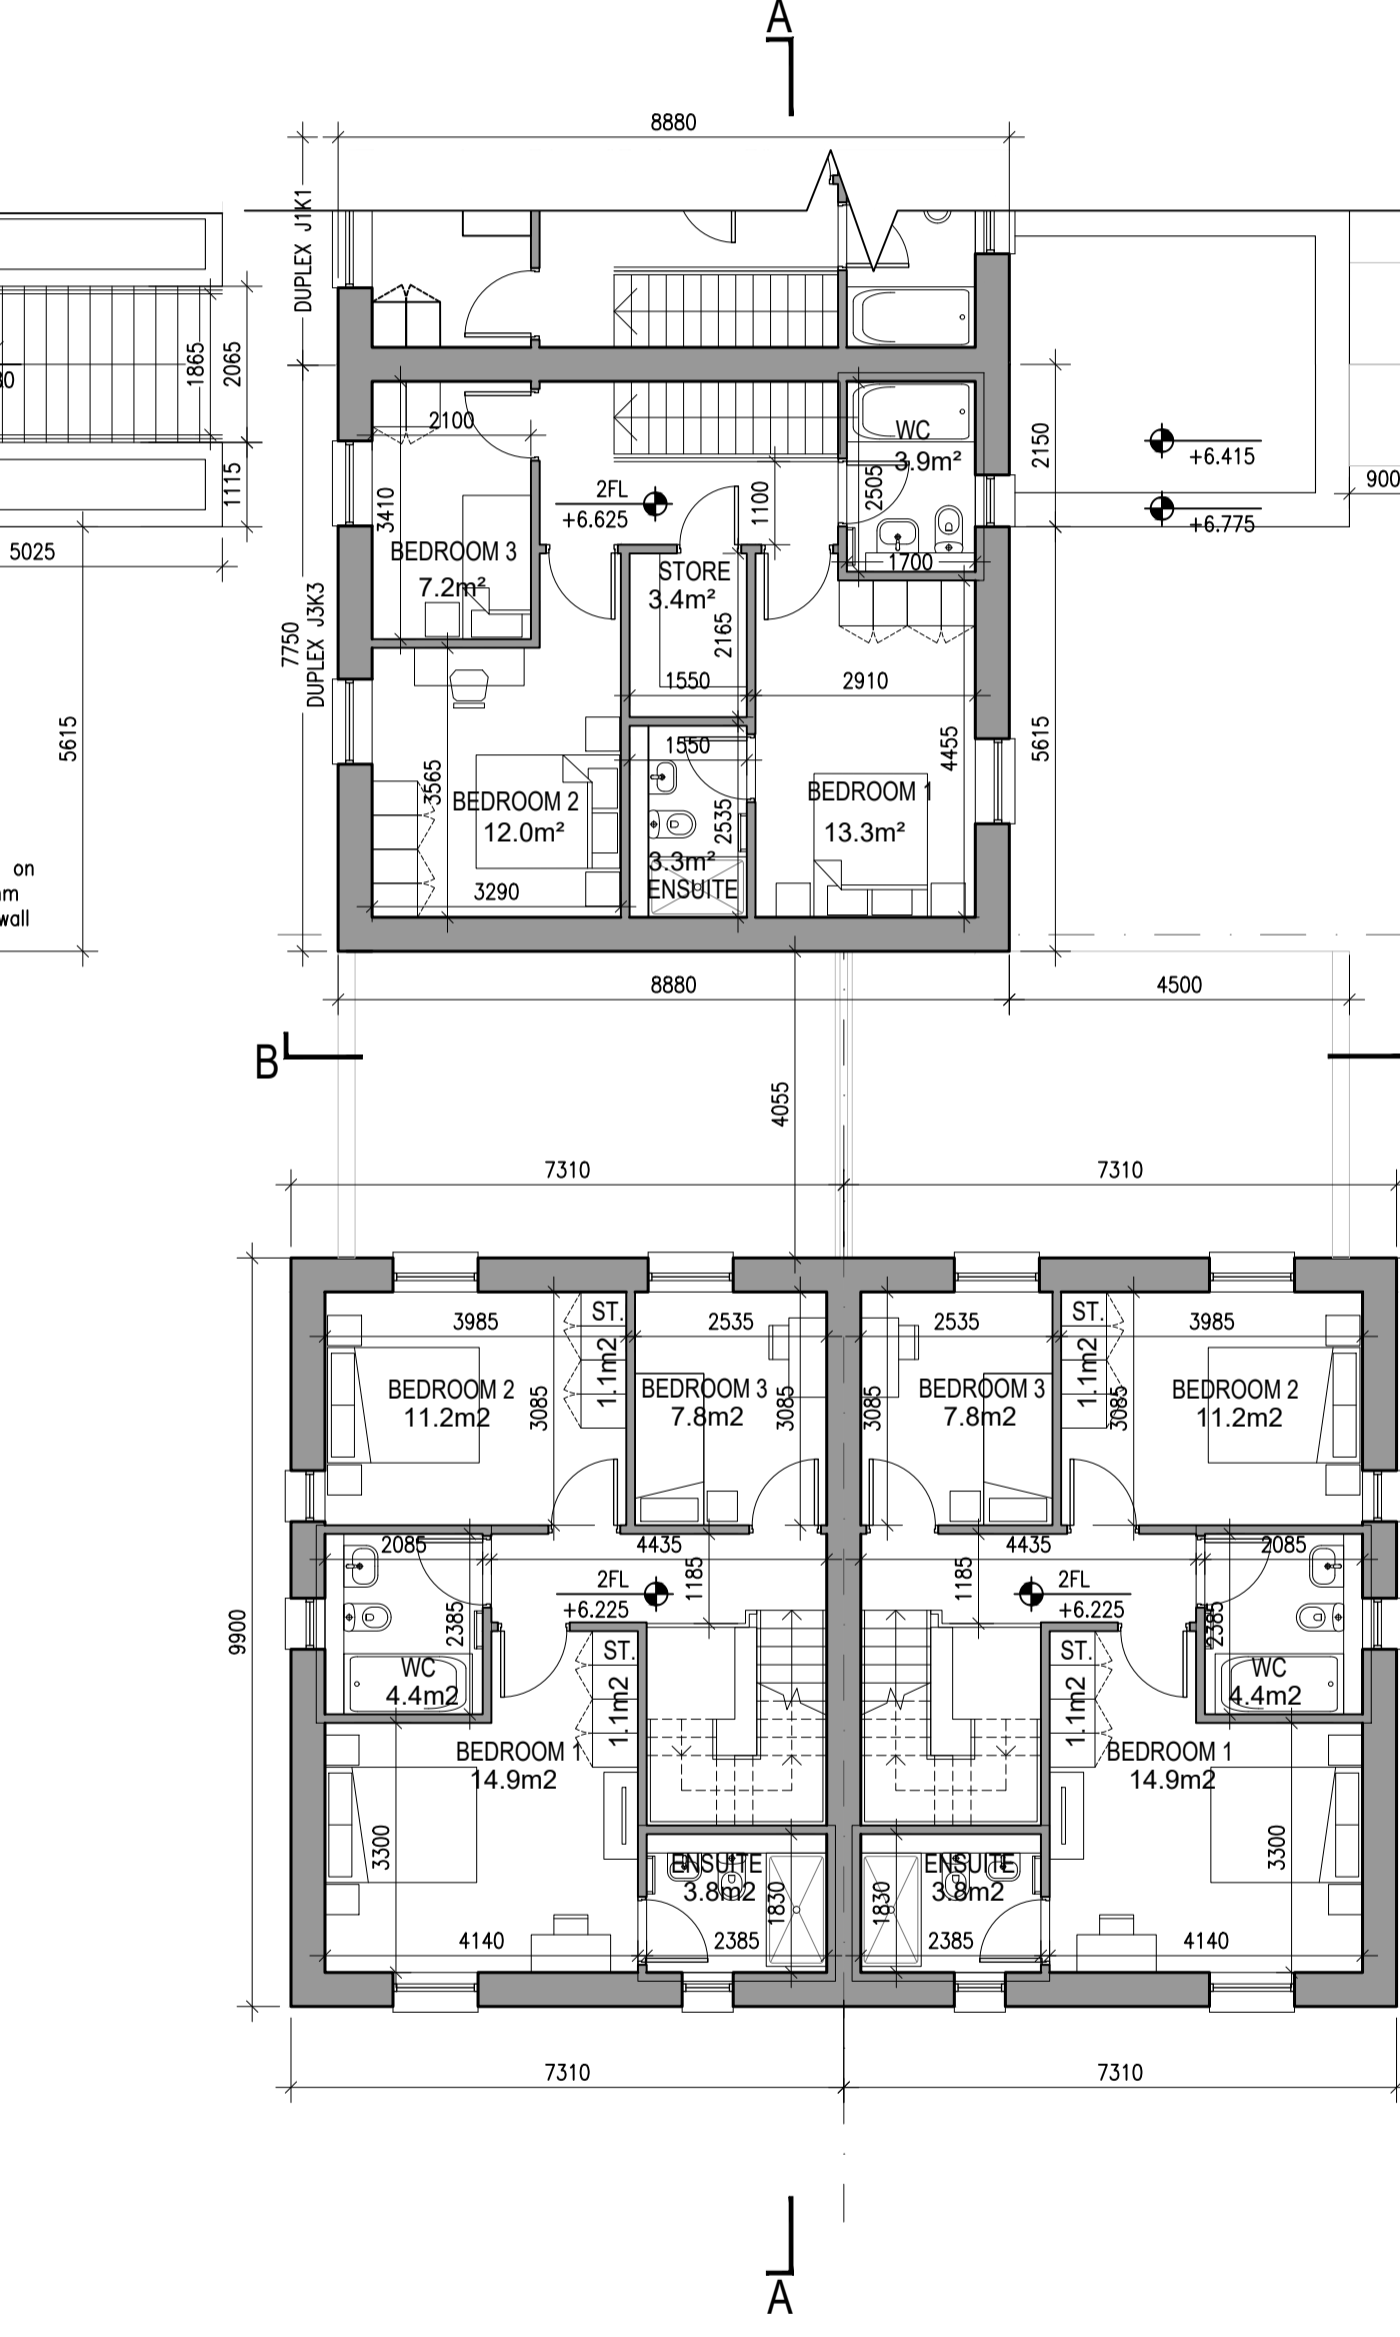 A
8880
DUPLEX J1K1
1865
2065
1115
5025
5615
on
wall
2100
3410
BEDROOM 3
7.2m²
2FL
+6.625
1100
WC
3.9m²
2505
1700
2150
+6.415
+6.775
900
STORE
3.4m²
2165
1550
2910
7750
DUPLEX J3K3
1550
4455
5615
3565
BEDROOM 2
12.0m²
3290
2535
3.3m²
ENSUITE
BEDROOM 1
13.3m²
8880
4500
B
4055
7310
7310
3985
ST.
1.1m2
2535
2535
ST.
1.1m2
3985
BEDROOM 2
11.2m2
3085
BEDROOM 3
7.8m2
3085
3085
BEDROOM 3
7.8m2
3085
BEDROOM 2
11.2m2
2085
4435
4435
2085
9900
2385
2FL
+6.225
1185
1185
2FL
+6.225
2385
WC
4.4m2
ST.
1.1m2
ST.
1.1m2
WC
4.4m2
BEDROOM 1
14.9m2
BEDROOM 1
14.9m2
3300
ENSUITE
3.8m2
1830
1830
ENSUITE
3.8m2
3300
4140
2385
2385
4140
7310
7310
A